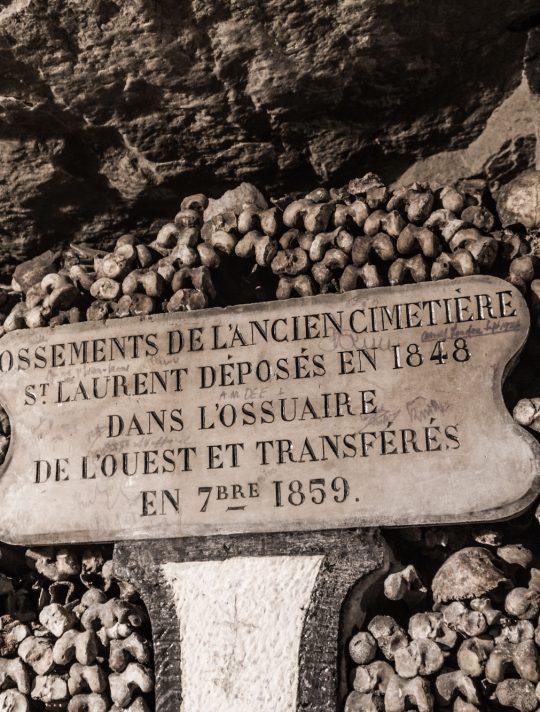 OSSEMENTS DE L'ANCIEN CIMETIÈRE
ST LAURENT DÉPOSÉS EN 1848
DANS L'OSSUAIRE
DE L'OUEST ET TRANSFÉRÉS
EN 7BRE 1859.